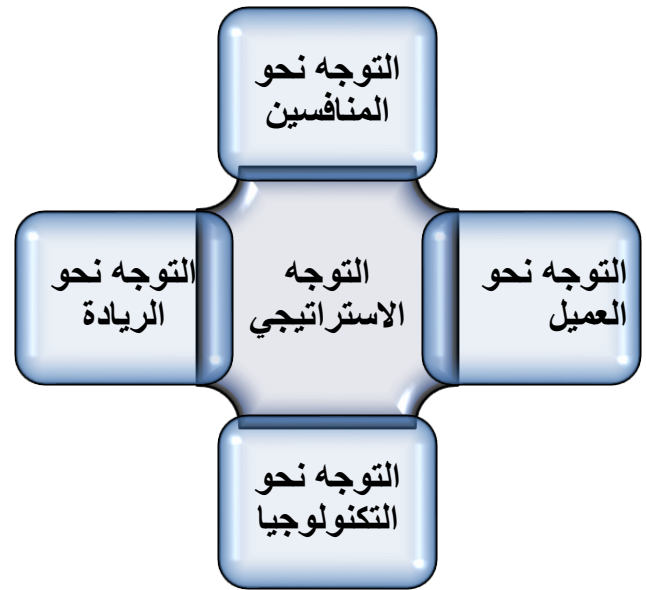 التوجه نحو
المنافسين
التوجه نحو
العميل
التوجه
الاستراتيجي
التوجه نحو
الريادة
التوجه نحو
التكنولوجيا